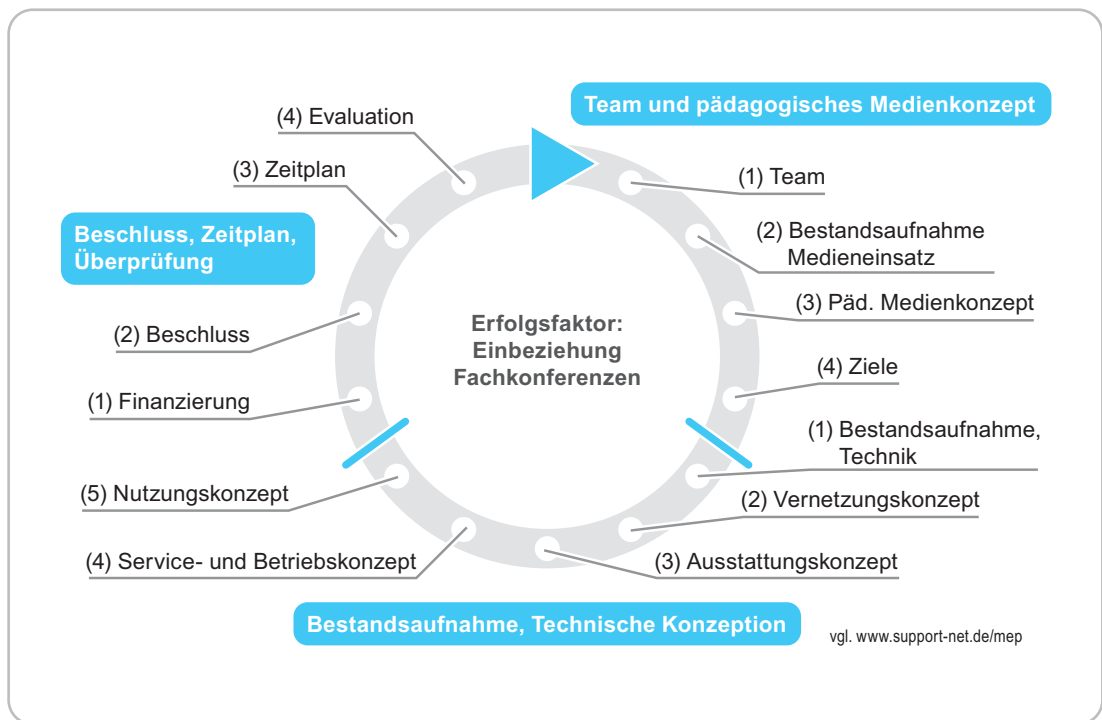 Team und pädagogisches Medienkonzept
(1) Team
(2) Bestandsaufnahme
Medieneinsatz
(3) Päd. Medienkonzept
(4) Ziele
(1) Bestandsaufnahme,
Technik
(2) Vernetzungskonzept
(3) Ausstattungskonzept
(4) Service- und Betriebskonzept
(5) Nutzungskonzept
Bestandsaufnahme, Technische Konzeption
(1) Finanzierung
(2) Beschluss
Beschluss, Zeitplan,
Überprüfung
(3) Zeitplan
(4) Evaluation
Erfolgsfaktor:
Einbeziehung
Fachkonferenzen
vgl. www.support-net.de/mep